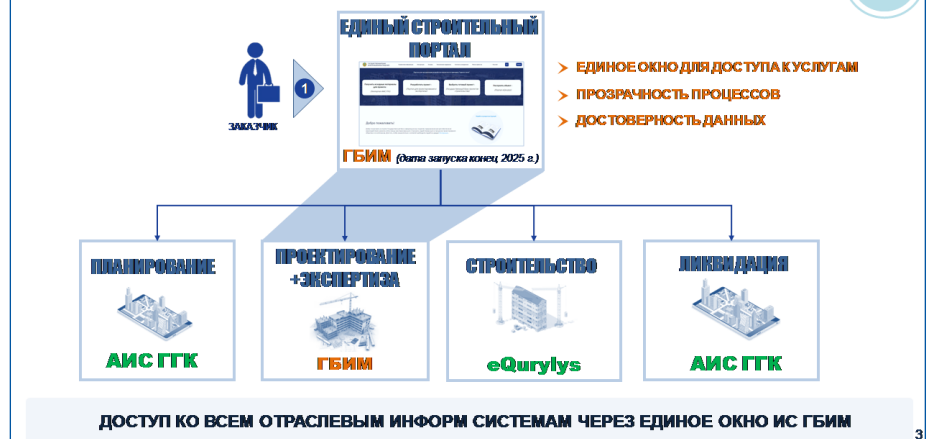 ЕДИНЫЙ СТРОИТЕЛЬНЫЙ
ПОРТАЛ
ЗАКАЗЧИК
1
Добро пожаловать!
ГБИМ (дата запуска конец 2025 г.)
➤ ЕДИНОЕ ОКНО ДЛЯ ДОСТУПА К УСЛУГАМ
➤ ПРОЗРАЧНОСТЬ ПРОЦЕССОВ
➤ ДОСТОВЕРНОСТЬ ДАННЫХ
ПЛАНИРОВАНИЕ
АИС ГГК
ПРОЕКТИРОВАНИЕ
+ЭКСПЕРТИЗА
ГБИМ
СТРОИТЕЛЬСТВО
eQurylys
ЛИКВИДАЦИЯ
АИС ГГК
ДОСТУП КО ВСЕМ ОТРАСЛЕВЫМ ИНФОРМ СИСТЕМАМ ЧЕРЕЗ ЕДИНОЕ ОКНО ИС ГБИМ
3